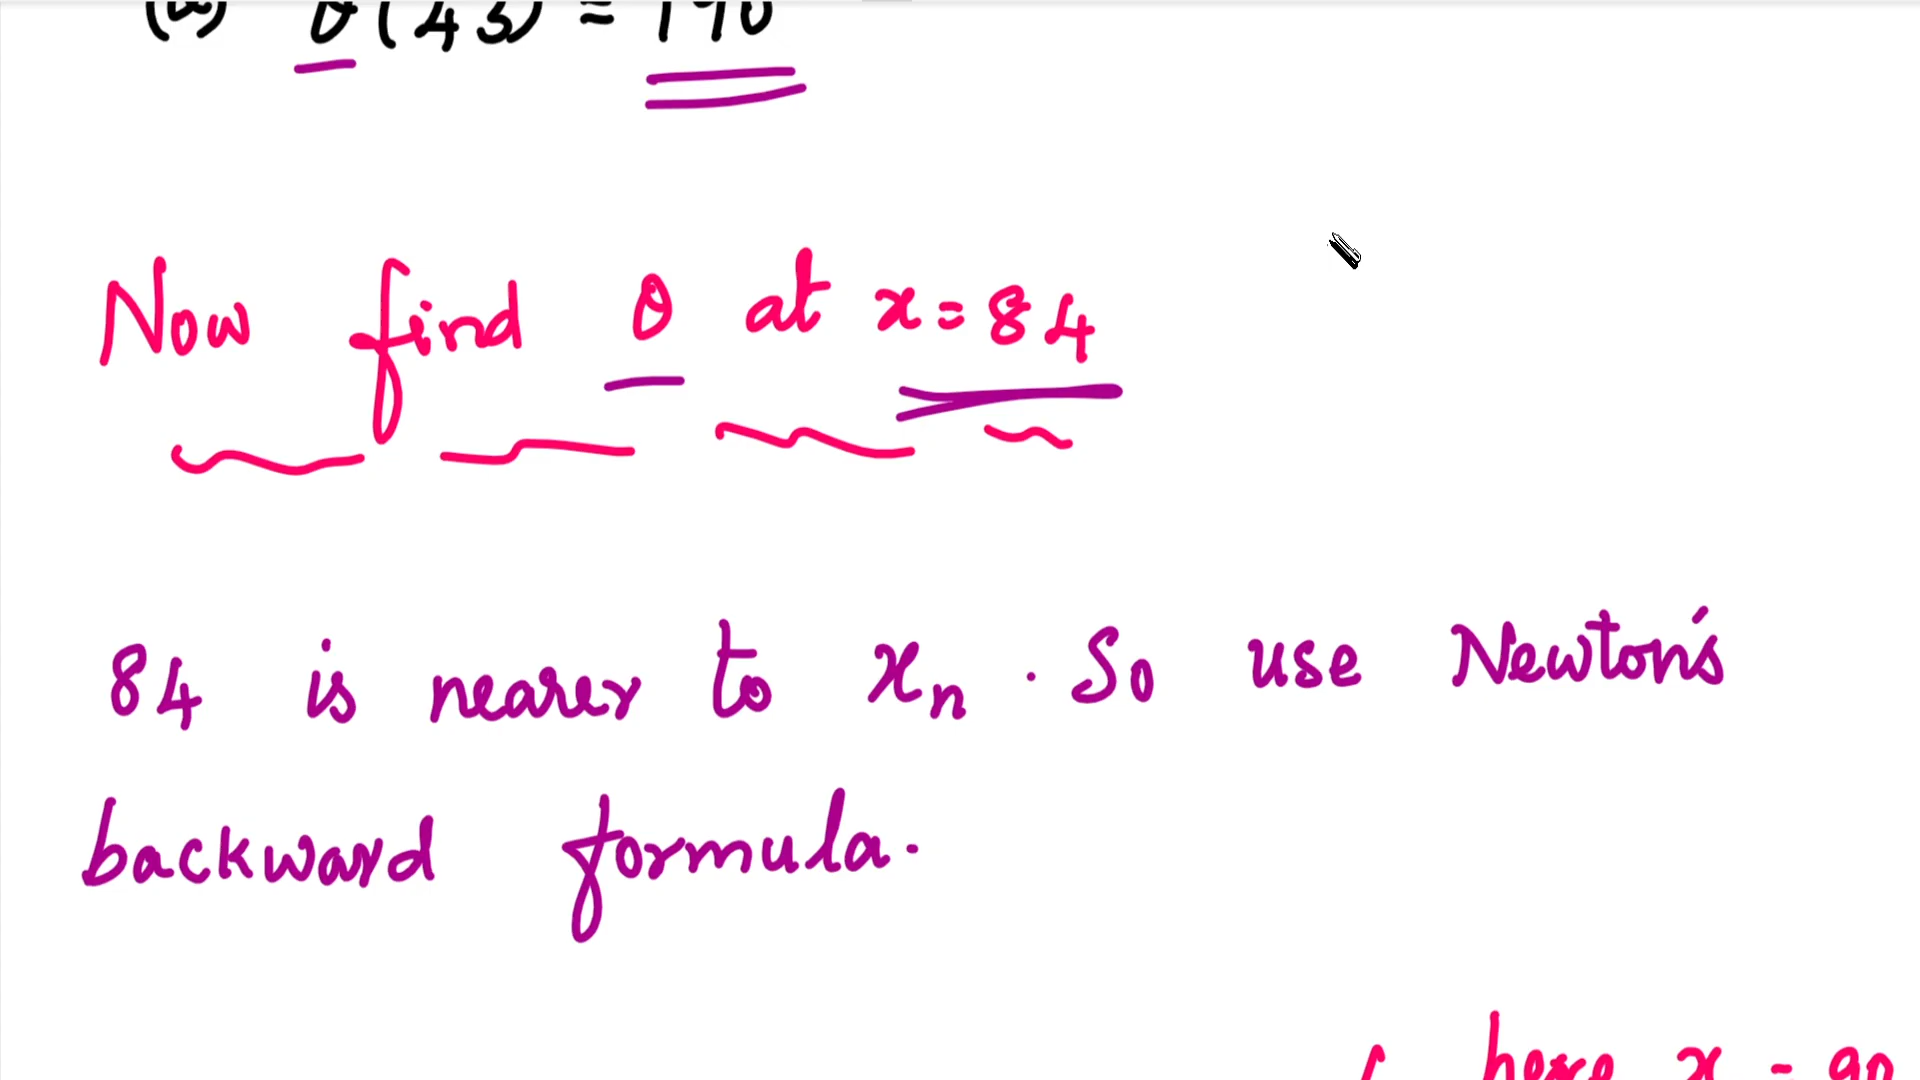 θ(43) = 190
Now find θ at x = 84
84 is nearer to xn. So use Newton's
backward formula.
here x = 90